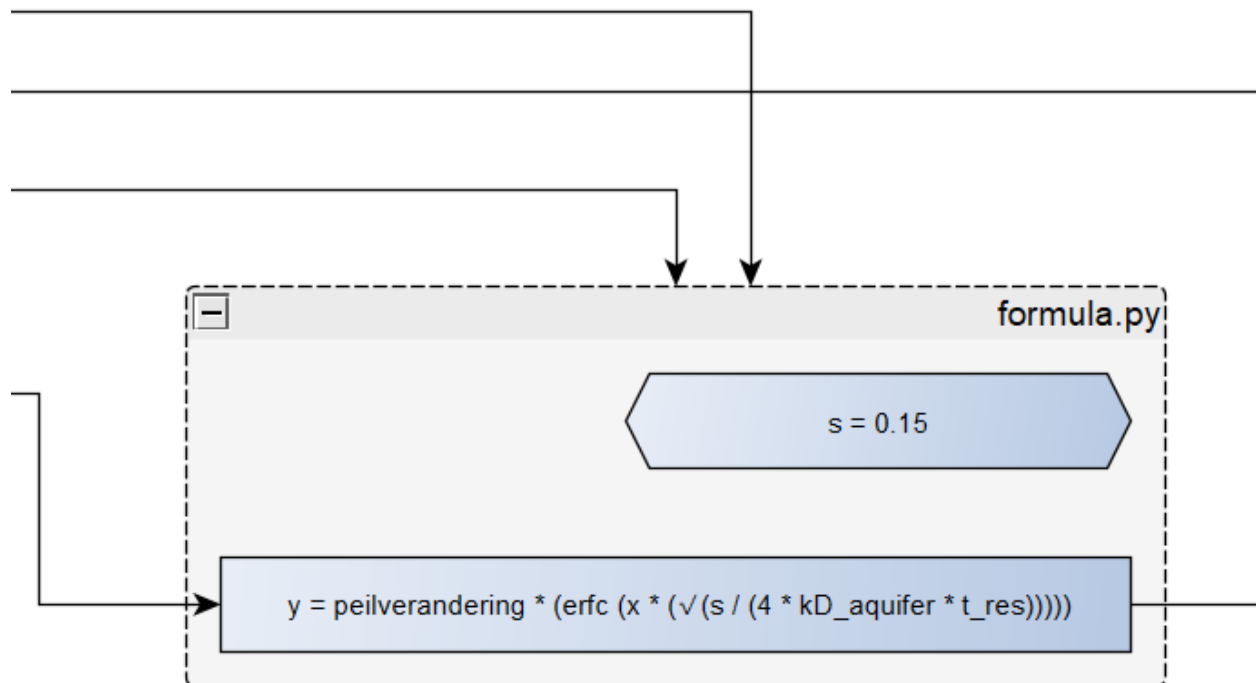 formula.py
s = 0.15
y = peilverandering * (erfc (x * (√(s / (4 * kD_aquifer * t_res)))))